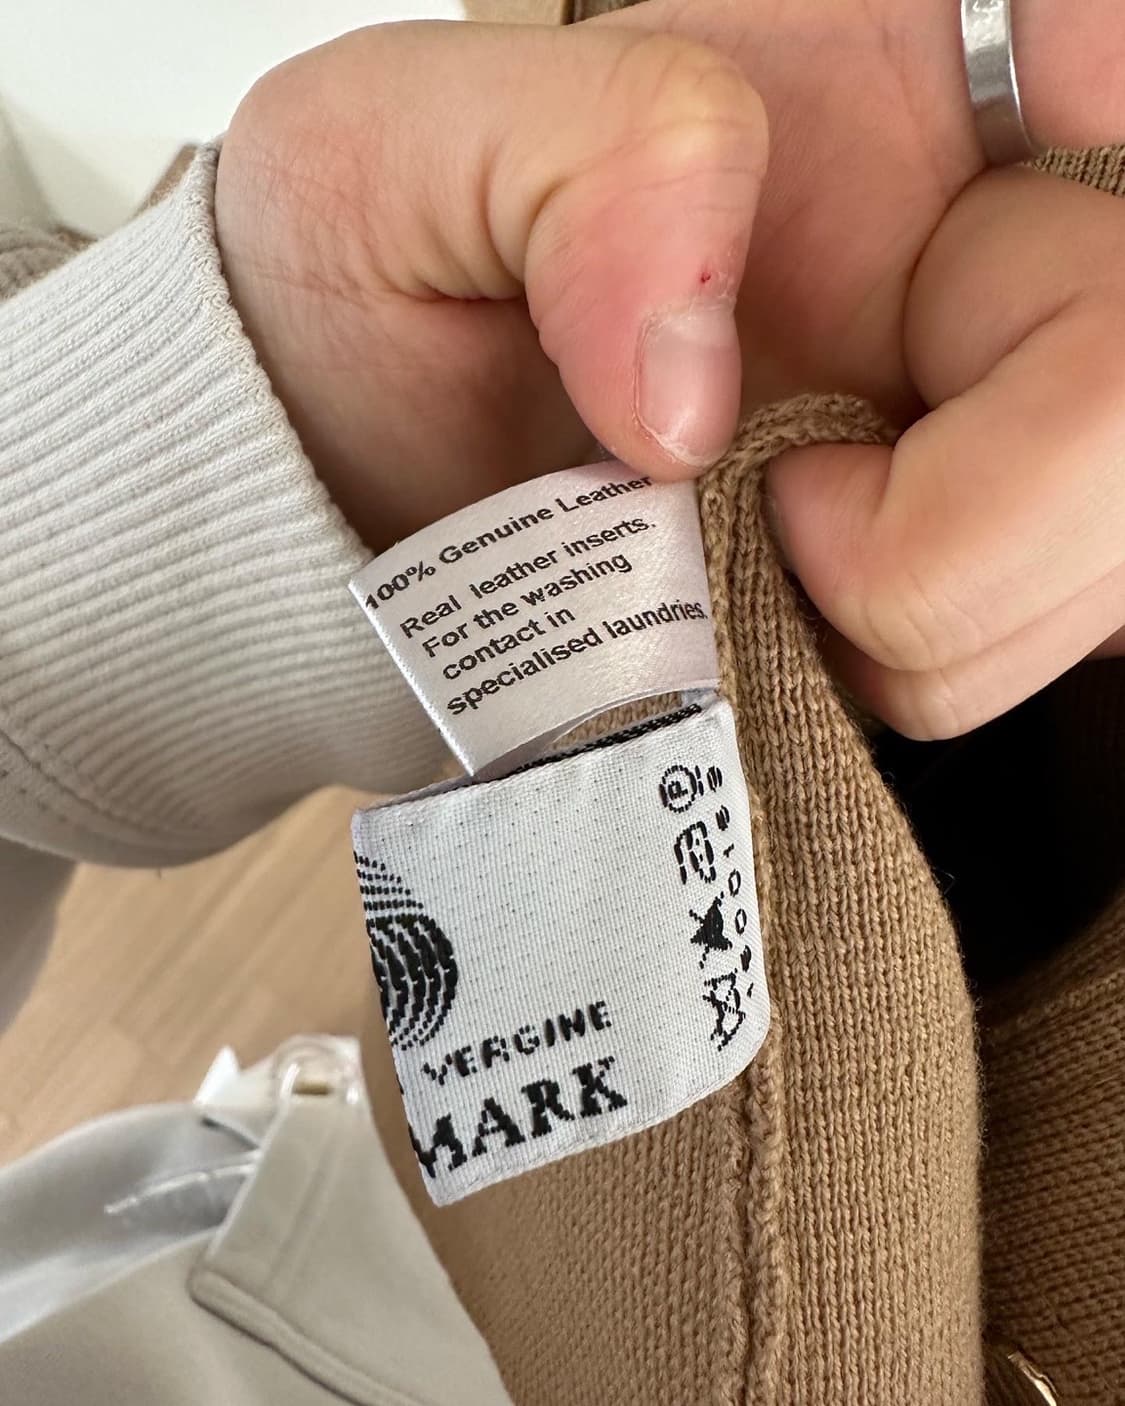 100% Genuine Leather
Real leather inserts.
For the washing
contact in
specialised laundries.
VERGINE
MARK
P